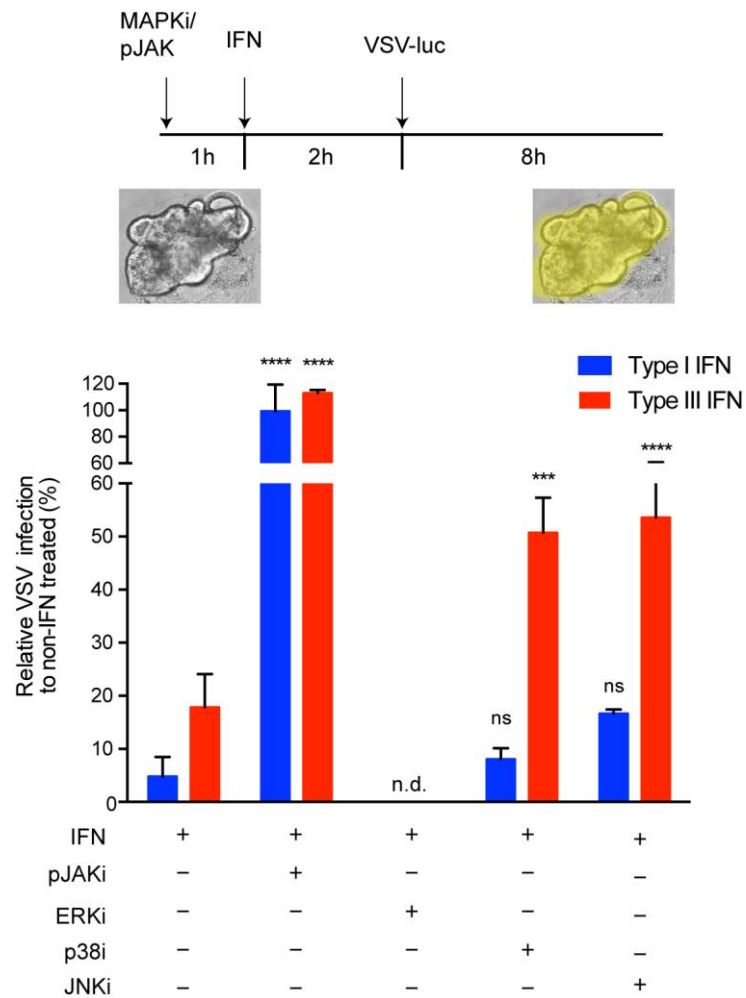 MAPKi/
pJAK
IFN
VSV-luc
1h
2h
8h
Type I IFN
Type III IFN
**** ****
***
****
ns
ns
n.d.
Relative VSV infection
to non-IFN treated (%)
120
100
80
60
60
50
40
30
20
10
0
IFN + + + + +
pJAKi – + – – –
ERKi – – + – –
p38i – – – + –
JNKi – – – – +